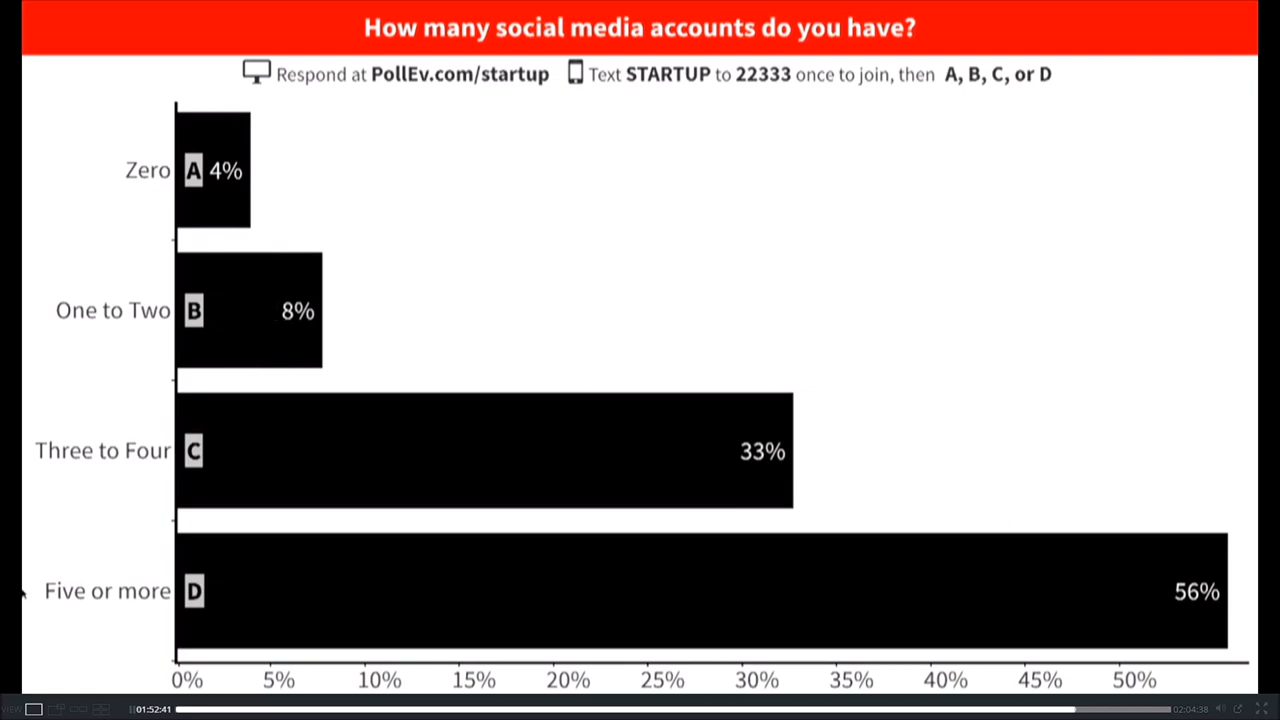 How many social media accounts do you have?
Respond at PollEv.com/startup Text STARTUP to 22333 once to join, then A, B, C, or D
Zero A 4%
One to Two B 8%
Three to Four C 33%
Five or more D 56%
0% 5% 10% 15% 20% 25% 30% 35% 40% 45% 50%
VIEW 01:52:41 02:04:38